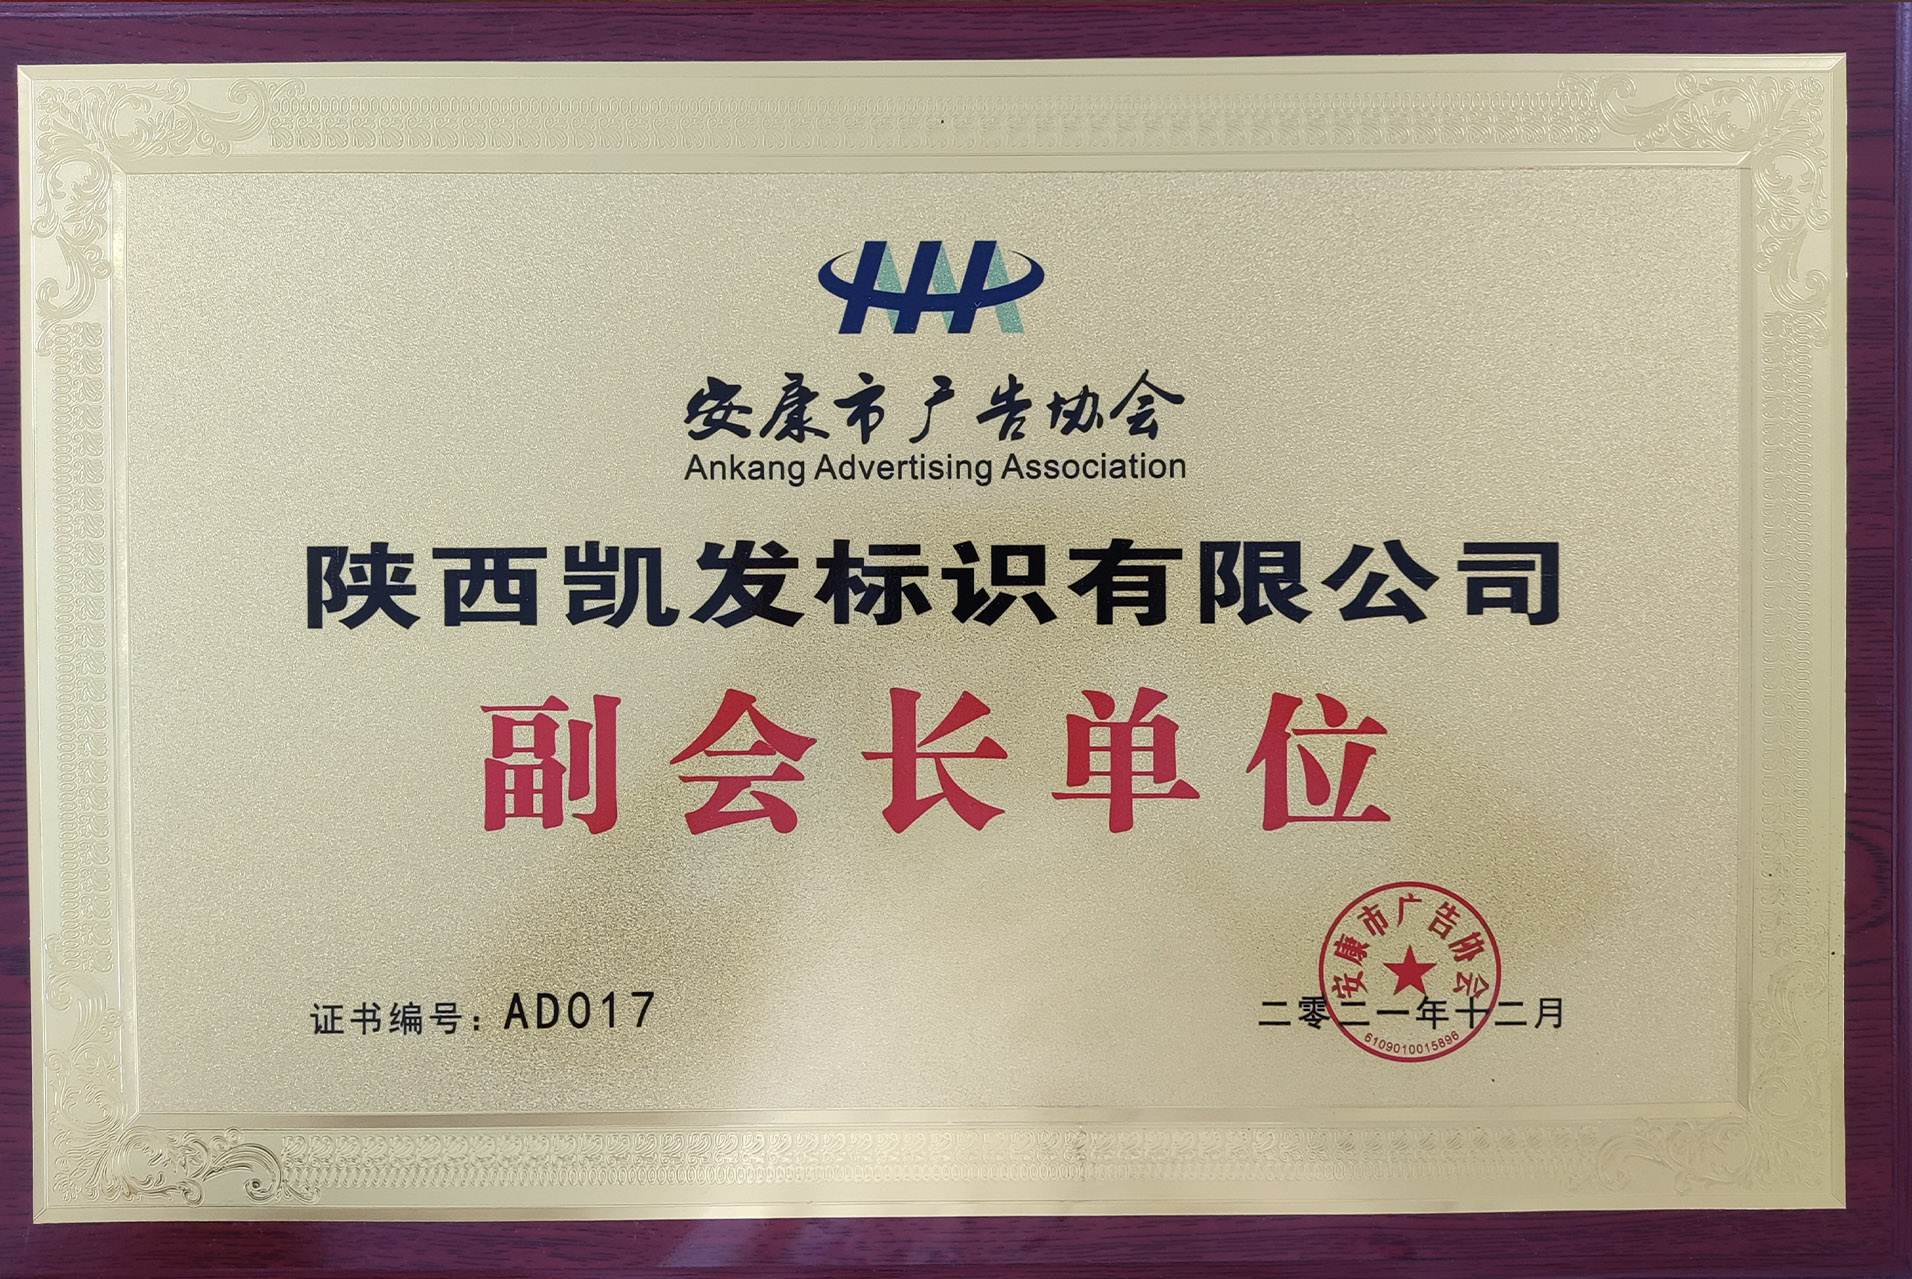 安康市广告协会
Ankang Advertising Association
陕西凯发标识有限公司
副会长单位
证书编号：AD017
二零二一年十二月
安康市广告协会
6109010015896